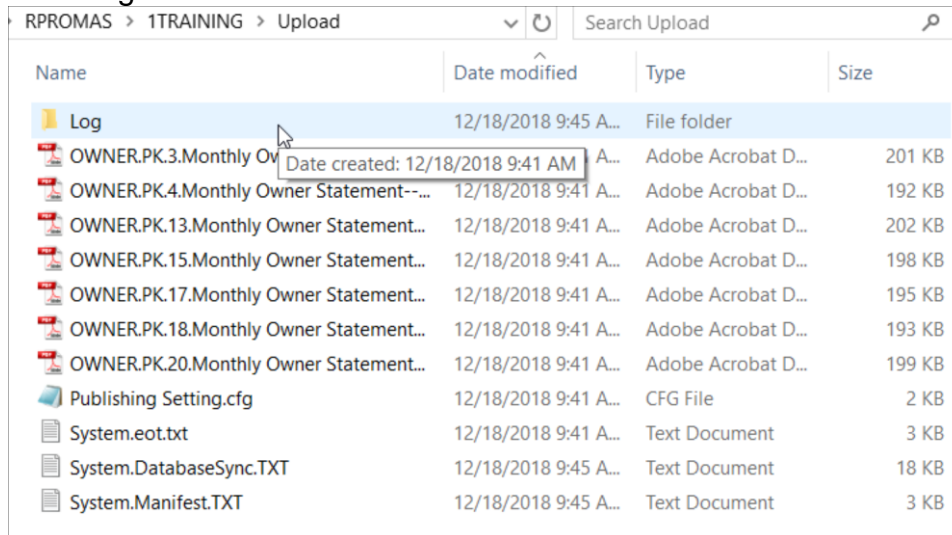 RPROMAS > 1TRAINING > Upload Search Upload
Name Date modified Type Size
Log 12/18/2018 9:45 A... File folder
OWNER.PK.3.Monthly Ow Date created: 12/18/2018 9:41 AM A... Adobe Acrobat D... 201 KB
OWNER.PK.4.Monthly Owner Statement--... 12/18/2018 9:41 A... Adobe Acrobat D... 192 KB
OWNER.PK.13.Monthly Owner Statement... 12/18/2018 9:41 A... Adobe Acrobat D... 202 KB
OWNER.PK.15.Monthly Owner Statement... 12/18/2018 9:41 A... Adobe Acrobat D... 198 KB
OWNER.PK.17.Monthly Owner Statement... 12/18/2018 9:41 A... Adobe Acrobat D... 195 KB
OWNER.PK.18.Monthly Owner Statement... 12/18/2018 9:41 A... Adobe Acrobat D... 193 KB
OWNER.PK.20.Monthly Owner Statement... 12/18/2018 9:41 A... Adobe Acrobat D... 199 KB
Publishing Setting.cfg 12/18/2018 9:41 A... CFG File 2 KB
System.eot.txt 12/18/2018 9:41 A... Text Document 3 KB
System.DatabaseSync.TXT 12/18/2018 9:45 A... Text Document 18 KB
System.Manifest.TXT 12/18/2018 9:45 A... Text Document 3 KB